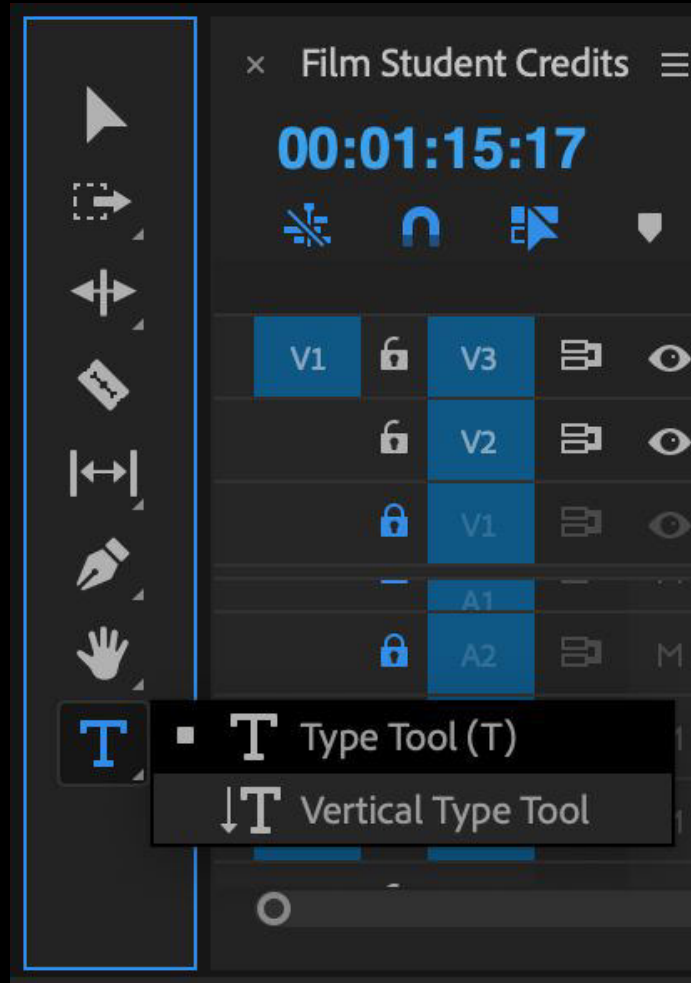 × Film Student Credits
00:01:15:17
V1 V3
V2
V1
A1
A2 M
T Type Tool (T)
T Vertical Type Tool